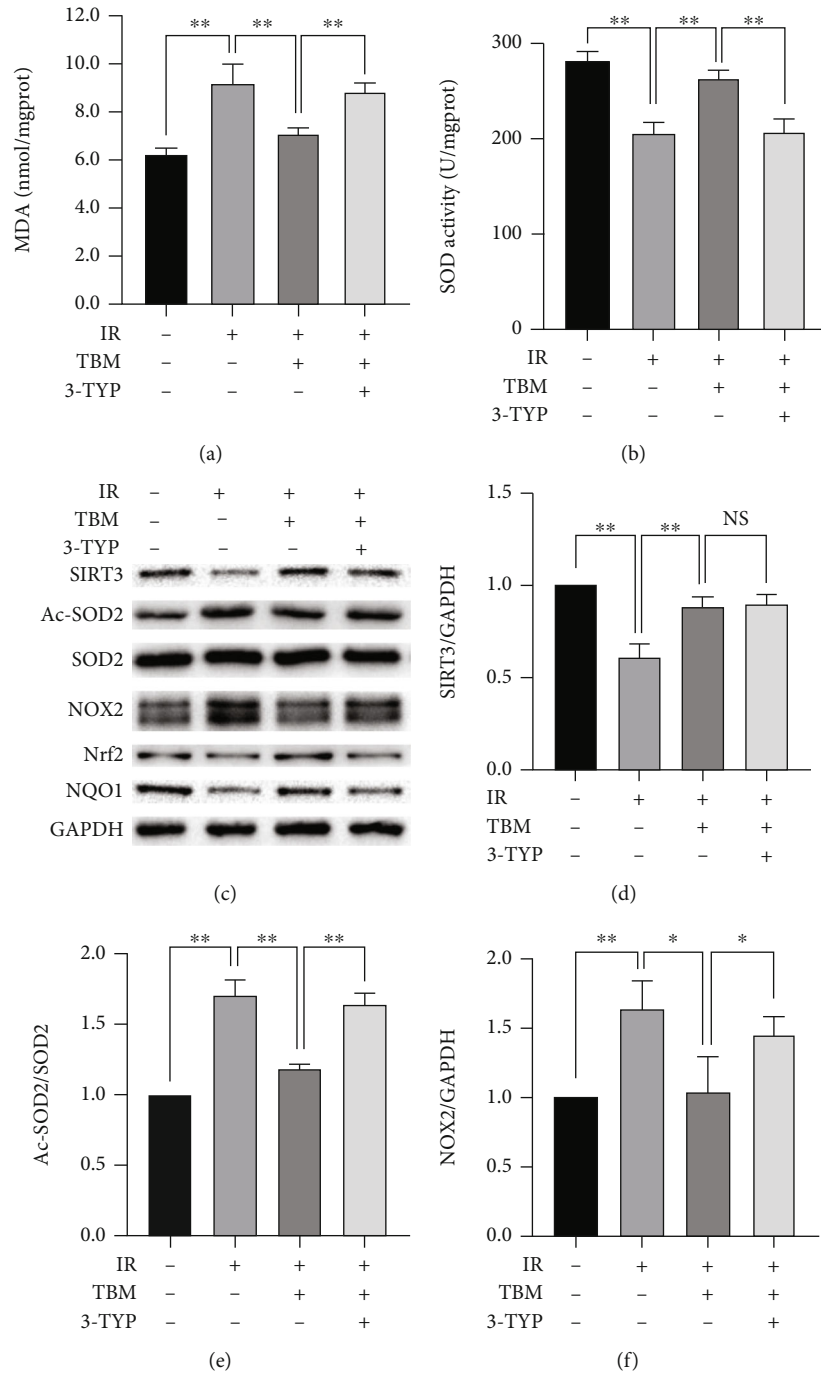 ** ** **
12.0
10.0
8.0
6.0
4.0
2.0
0.0
MDA (nmol/mgprot)
IR − + + +
TBM − − + +
3-TYP − − − +
(a)
** ** **
300
200
100
0
SOD activity (U/mgprot)
IR − + + +
TBM − − + +
3-TYP − − − +
(b)
IR − + + +
TBM − − + +
3-TYP − − − +
SIRT3
Ac-SOD2
SOD2
NOX2
Nrf2
NQO1
GAPDH
(c)
1.5
1.0
0.5
0.0
** ** NS
SIRT3/GAPDH
IR − + + +
TBM − − + +
3-TYP − − − +
(d)
** ** **
2.0
1.5
1.0
0.5
0.0
Ac-SOD2/SOD2
IR − + + +
TBM − − + +
3-TYP − − − +
(e)
** * *
2.0
1.5
1.0
0.5
0.0
NOX2/GAPDH
IR − + + +
TBM − − + +
3-TYP − − − +
(f)